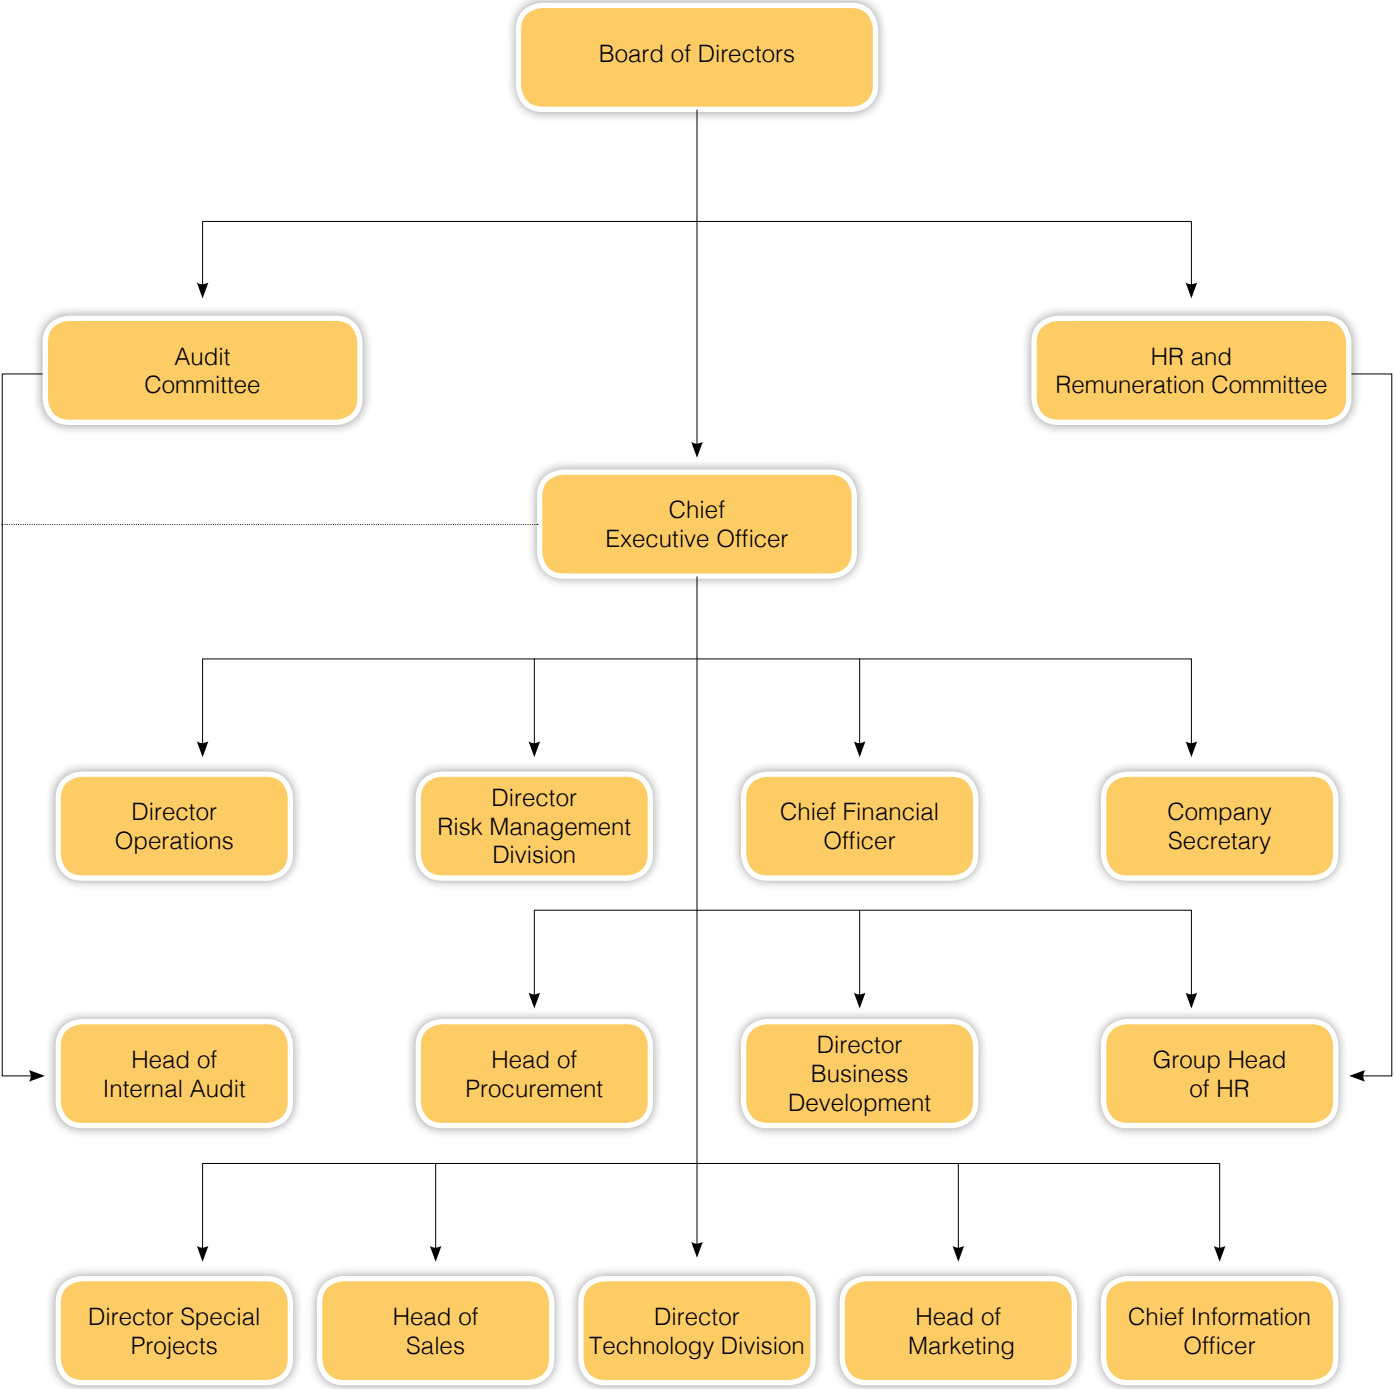 Board of Directors
Audit
Committee
HR and
Remuneration Committee
Chief
Executive Officer
Director
Operations
Director
Risk Management
Division
Chief Financial
Officer
Company
Secretary
Head of
Internal Audit
Head of
Procurement
Director
Business
Development
Group Head
of HR
Director Special
Projects
Head of
Sales
Director
Technology Division
Head of
Marketing
Chief Information
Officer